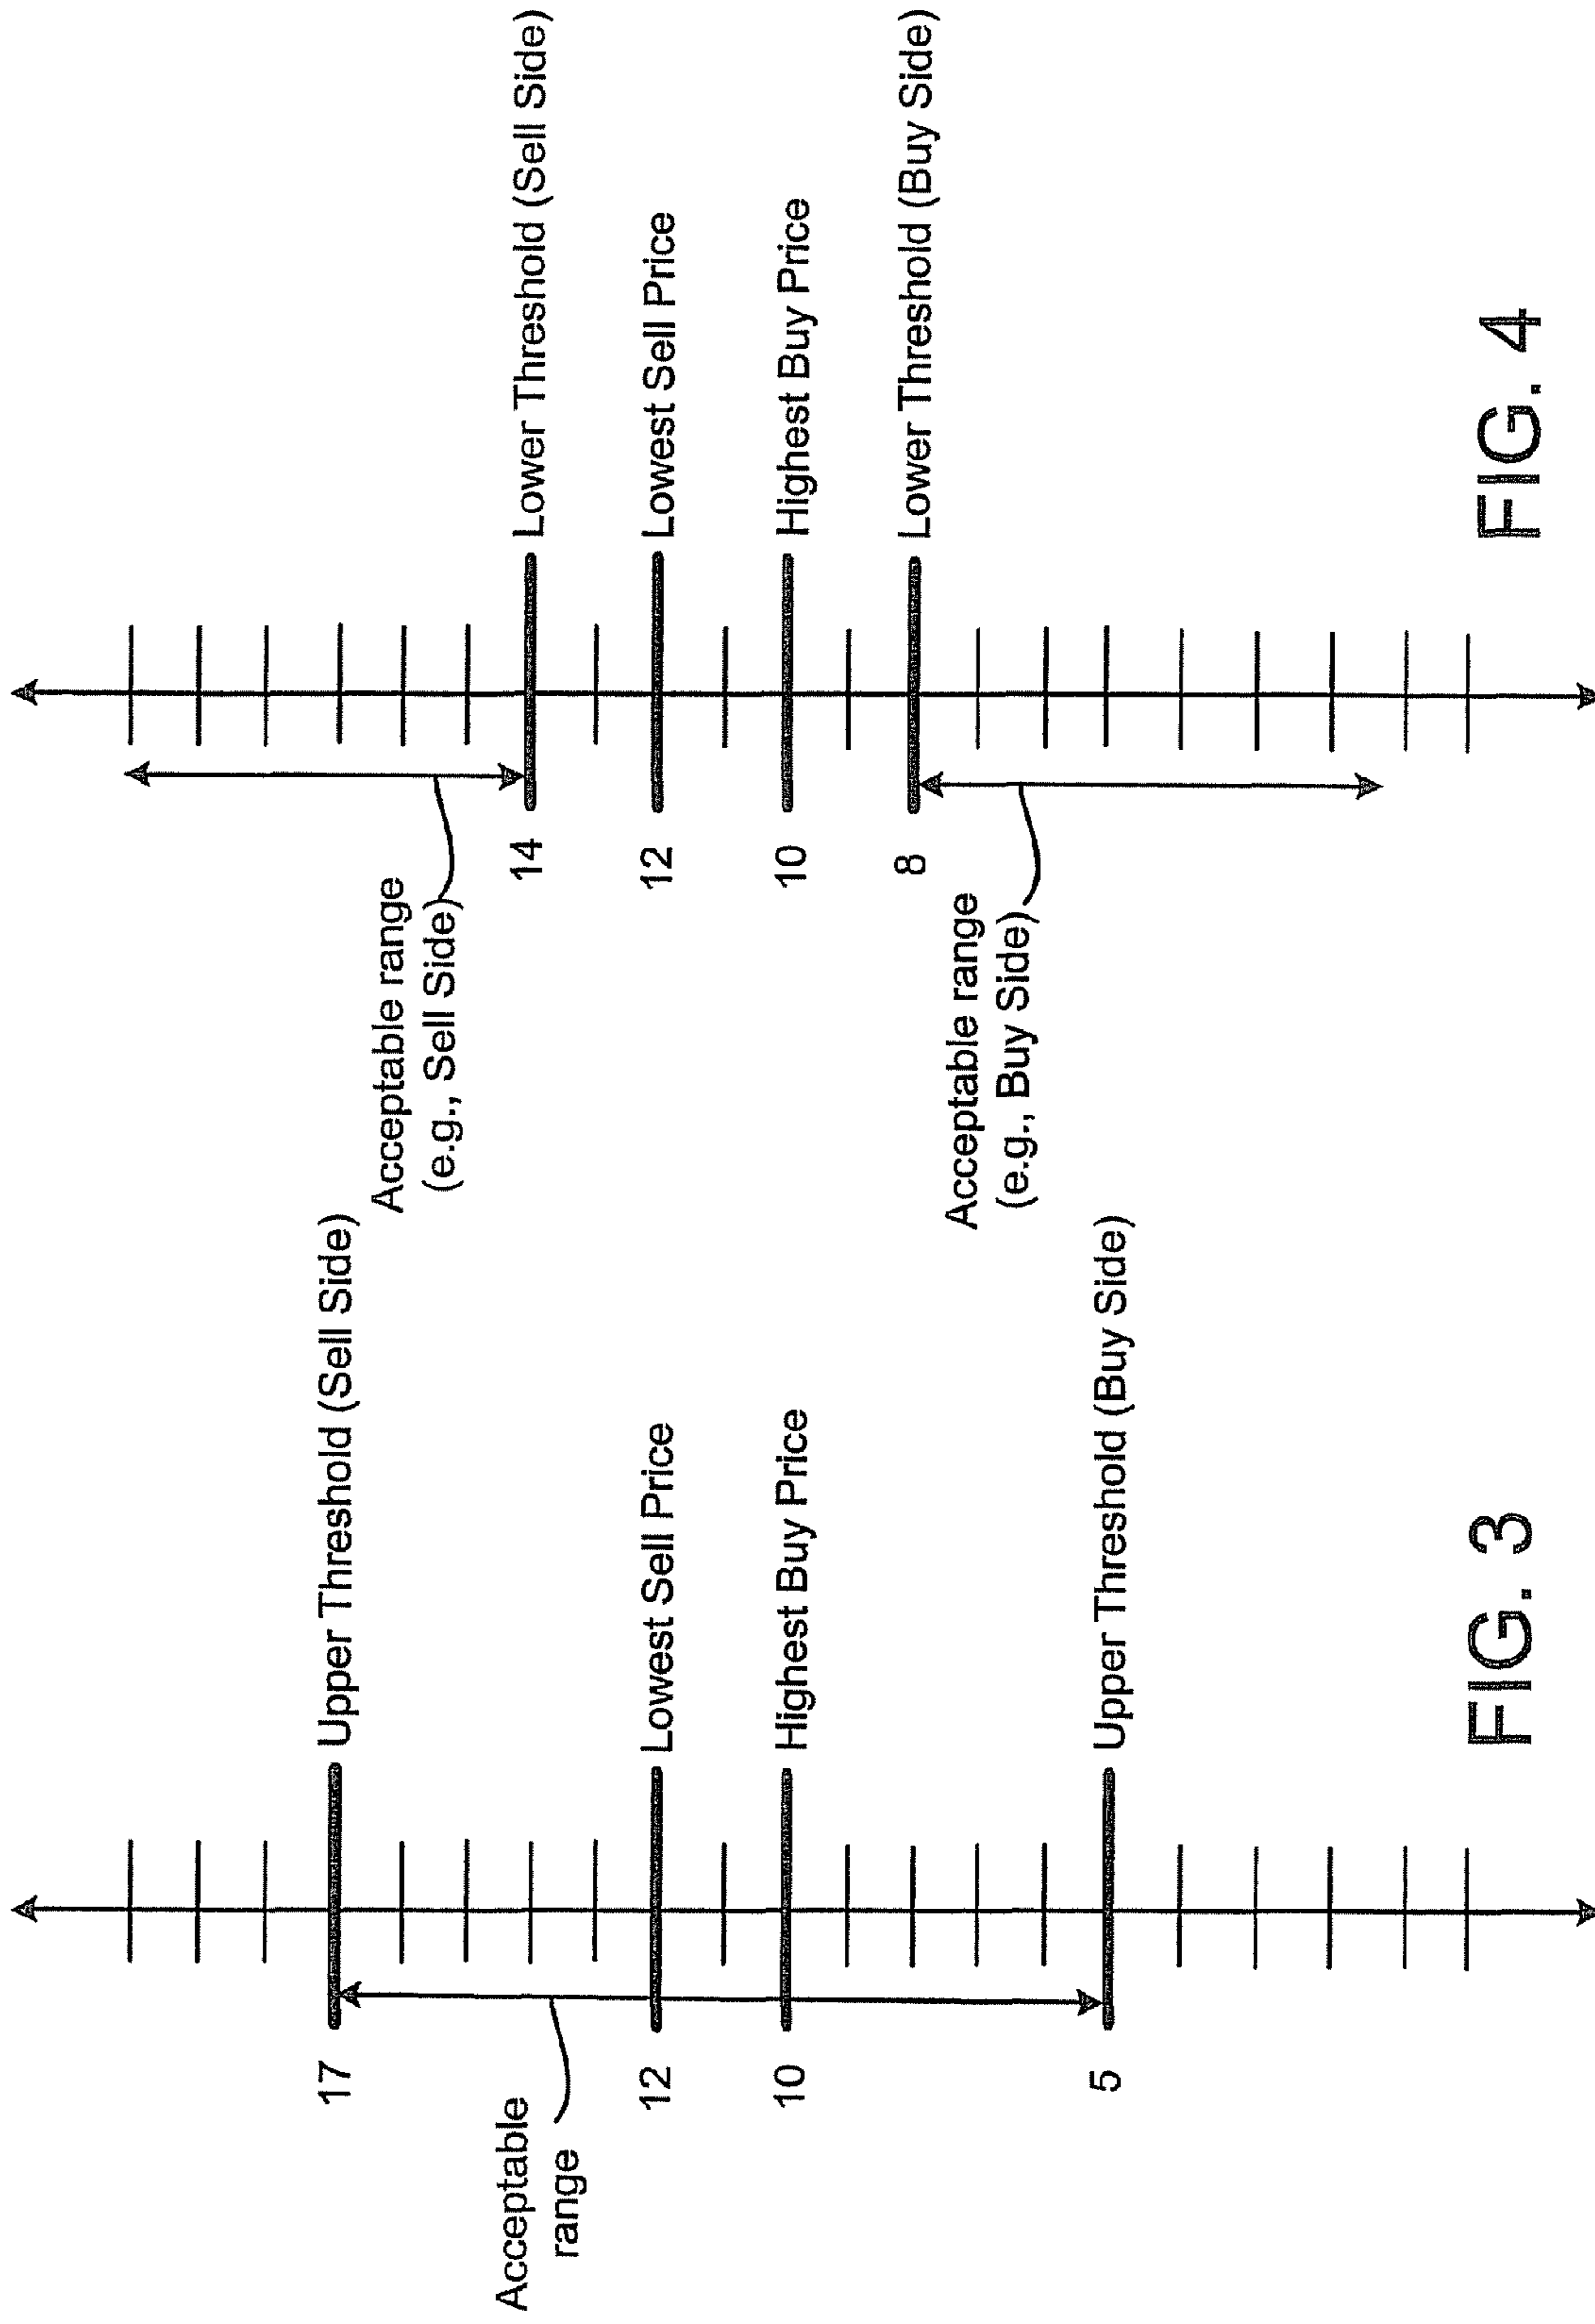 17
Upper Threshold (Sell Side)
Acceptable
range
12
Lowest Sell Price
10
Highest Buy Price
5
Upper Threshold (Buy Side)
FIG. 3
Acceptable range
(e.g., Sell Side)
14
Lower Threshold (Sell Side)
12
Lowest Sell Price
10
Highest Buy Price
8
Lower Threshold (Buy Side)
Acceptable range
(e.g., Buy Side)
FIG. 4